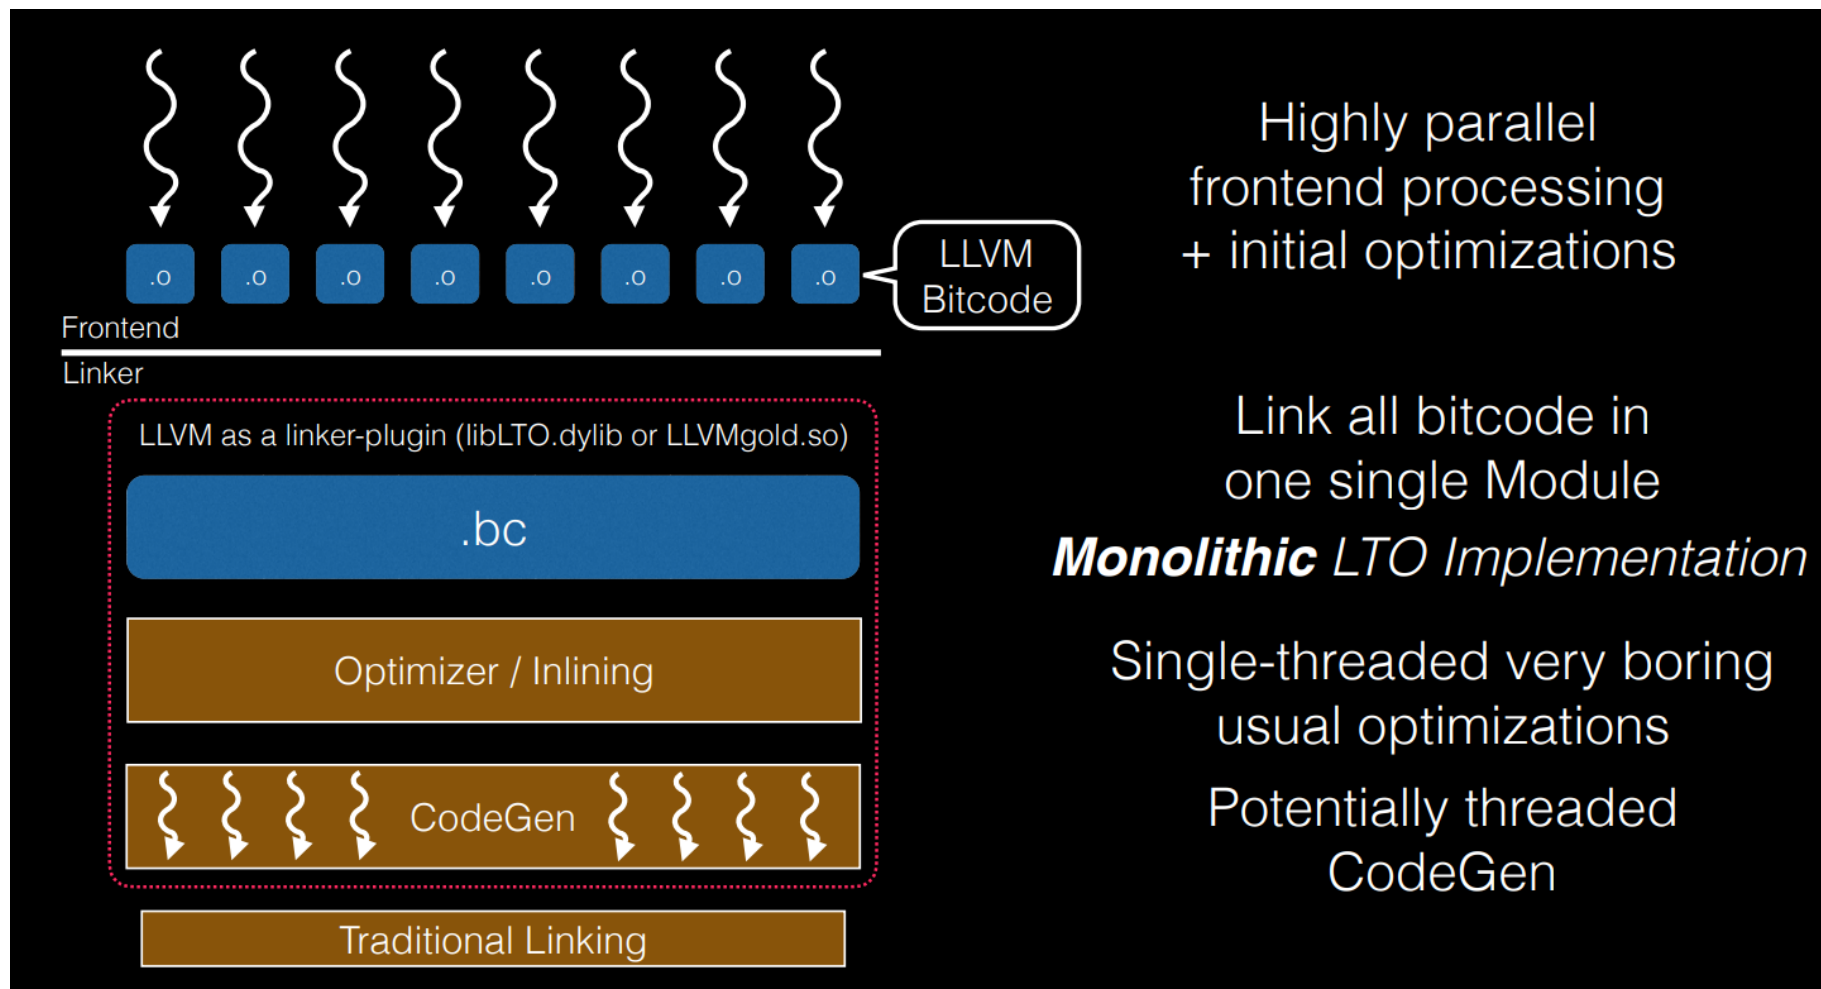 Highly parallel
frontend processing
+ initial optimizations
.o .o .o .o .o .o .o .o
LLVM
Bitcode
Frontend
Linker
LLVM as a linker-plugin (libLTO.dylib or LLVMgold.so)
.bc
Link all bitcode in
one single Module
Monolithic LTO Implementation
Optimizer / Inlining
Single-threaded very boring
usual optimizations
CodeGen
Potentially threaded
CodeGen
Traditional Linking